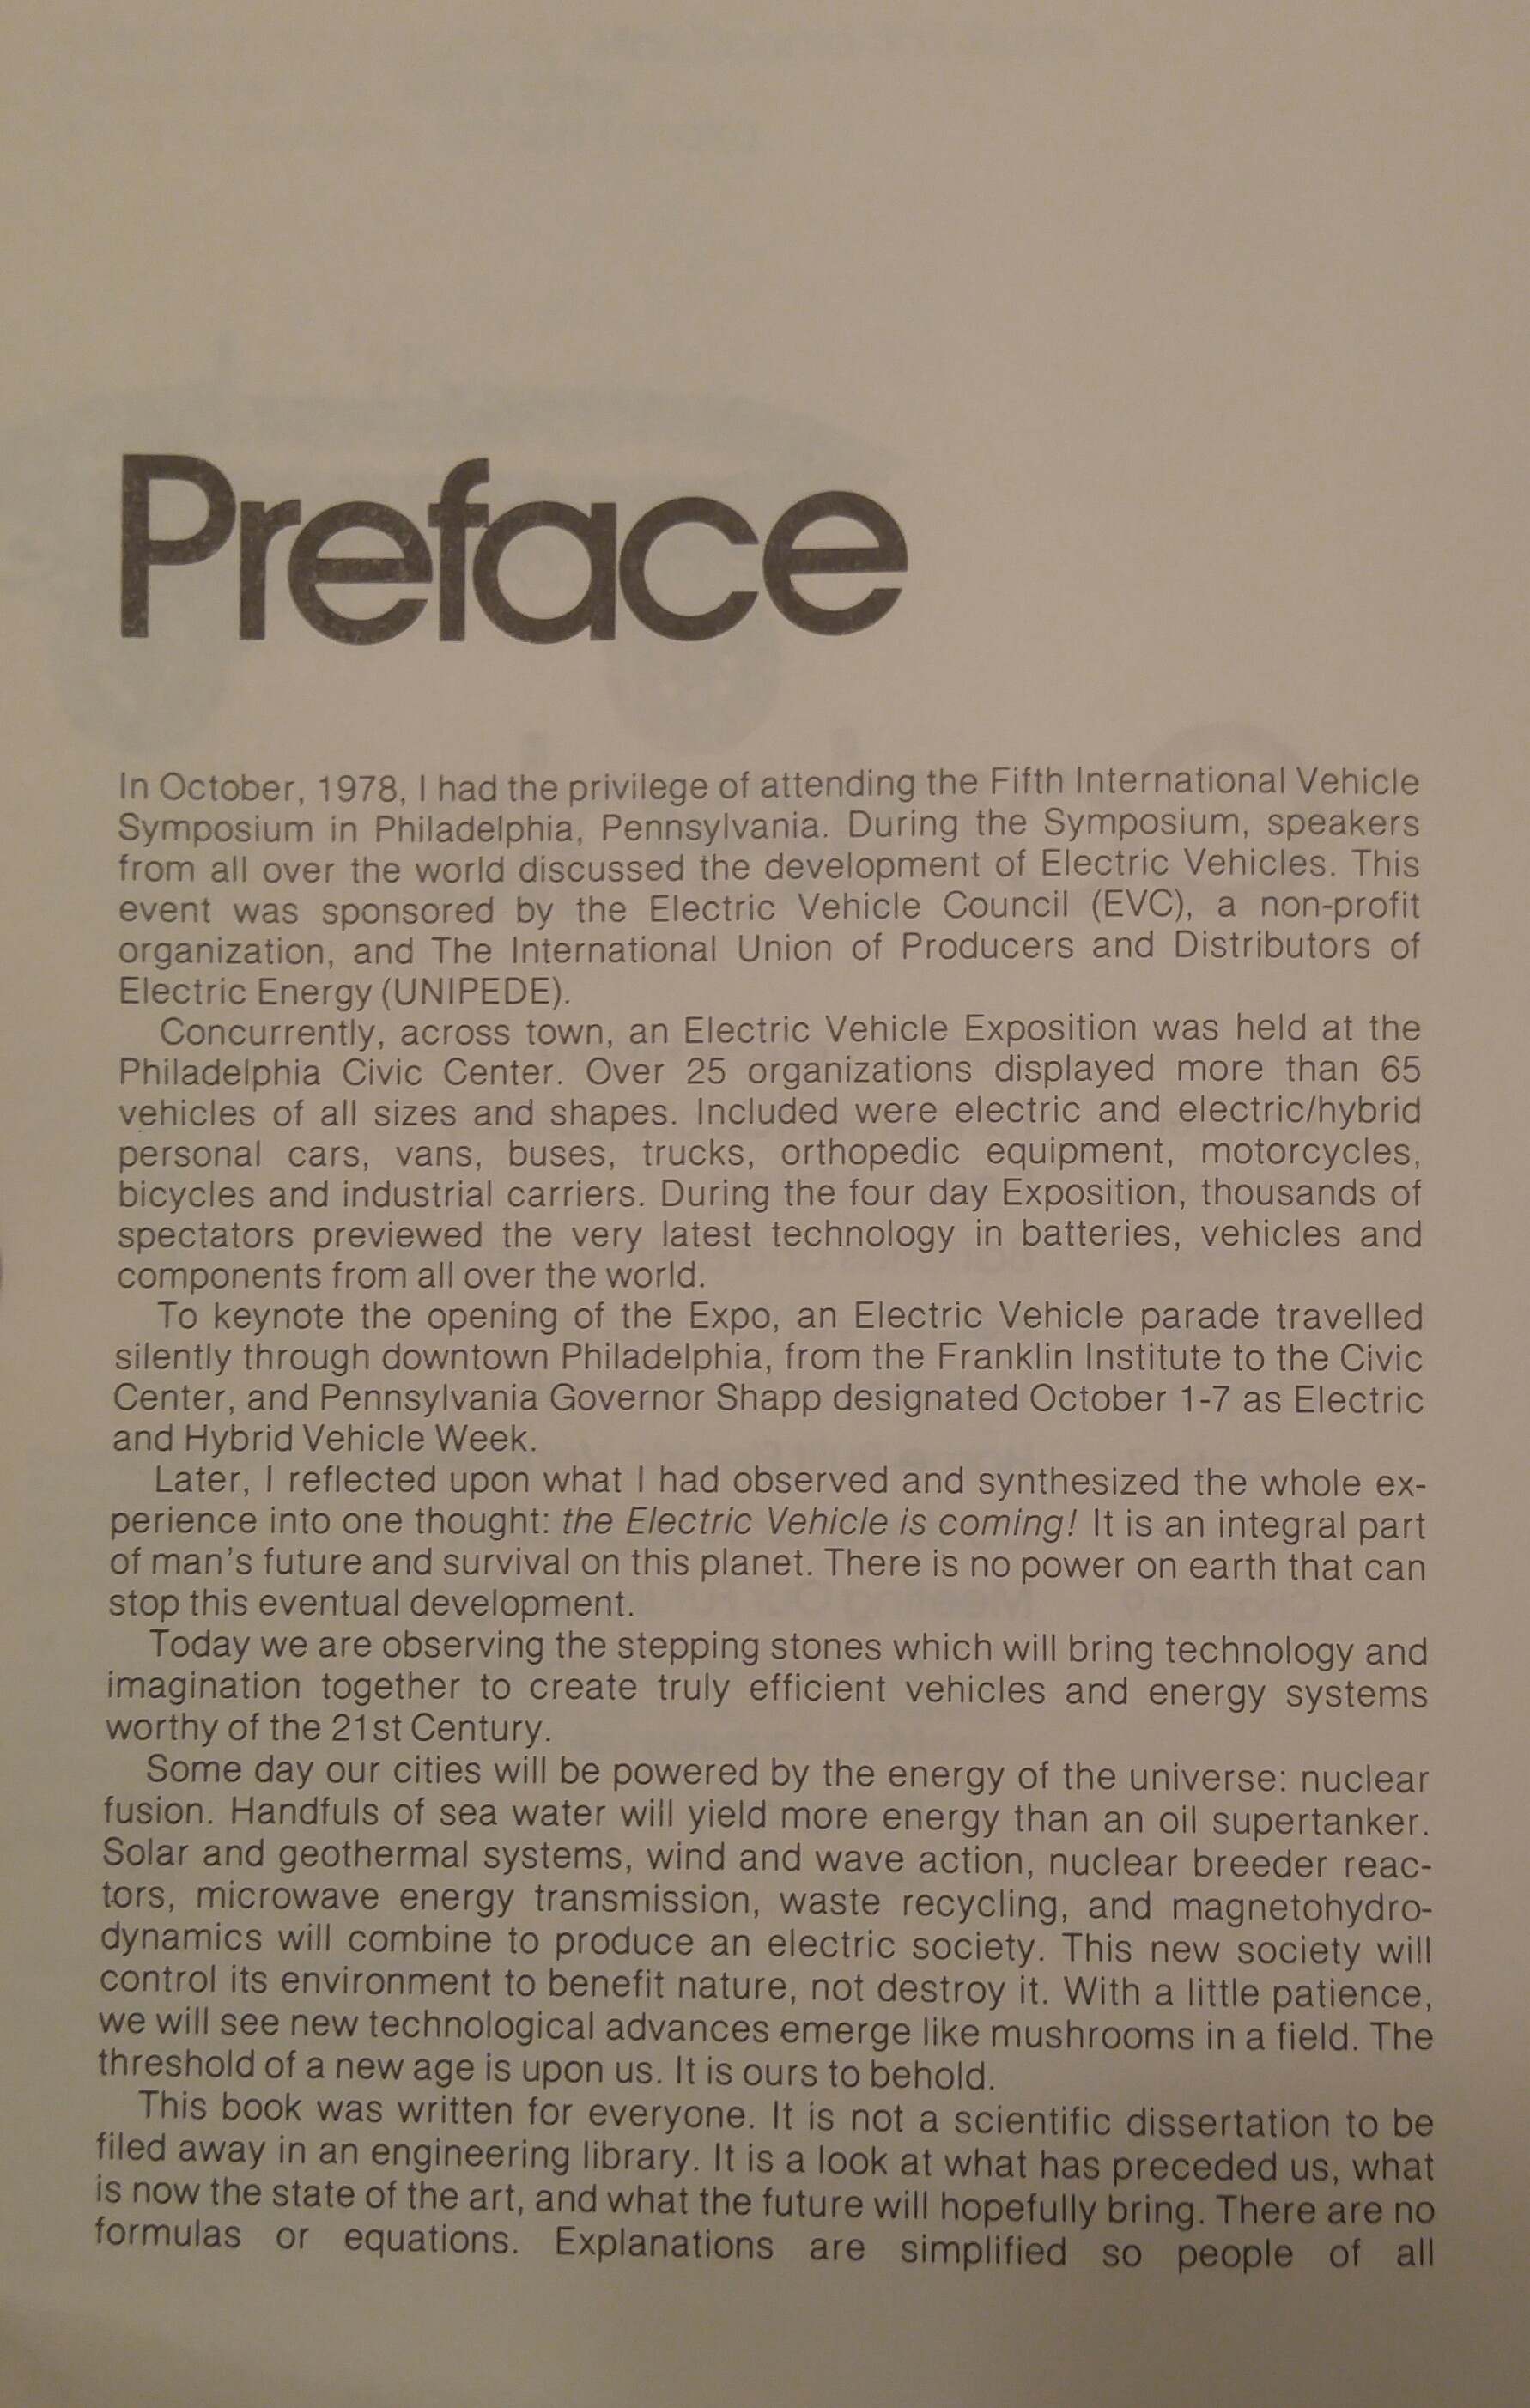 Preface
In October, 1978, I had the privilege of attending the Fifth International Vehicle
Symposium in Philadelphia, Pennsylvania. During the Symposium, speakers
from all over the world discussed the development of Electric Vehicles. This
event was sponsored by the Electric Vehicle Council (EVC), a non-profit
organization, and The International Union of Producers and Distributors of
Electric Energy (UNIPEDE).
Concurrently, across town, an Electric Vehicle Exposition was held at the
Philadelphia Civic Center. Over 25 organizations displayed more than 65
vehicles of all sizes and shapes. Included were electric and electric/hybrid
personal cars, vans, buses, trucks, orthopedic equipment, motorcycles,
bicycles and industrial carriers. During the four day Exposition, thousands of
spectators previewed the very latest technology in batteries, vehicles and
components from all over the world.
To keynote the opening of the Expo, an Electric Vehicle parade travelled
silently through downtown Philadelphia, from the Franklin Institute to the Civic
Center, and Pennsylvania Governor Shapp designated October 1-7 as Electric
and Hybrid Vehicle Week.
Later, I reflected upon what I had observed and synthesized the whole ex-
perience into one thought: the Electric Vehicle is coming! It is an integral part
of man's future and survival on this planet. There is no power on earth that can
stop this eventual development.
Today we are observing the stepping stones which will bring technology and
imagination together to create truly efficient vehicles and energy systems
worthy of the 21st Century.
Some day our cities will be powered by the energy of the universe: nuclear
fusion. Handfuls of sea water will yield more energy than an oil supertanker.
Solar and geothermal systems, wind and wave action, nuclear breeder reac-
tors, microwave energy transmission, waste recycling, and magnetohydro-
dynamics will combine to produce an electric society. This new society will
control its environment to benefit nature, not destroy it. With a little patience,
we will see new technological advances emerge like mushrooms in a field. The
threshold of a new age is upon us. It is ours to behold.
This book was written for everyone. It is not a scientific dissertation to be
filed away in an engineering library. It is a look at what has preceded us, what
is now the state of the art, and what the future will hopefully bring. There are no
formulas or equations. Explanations are simplified so people of all